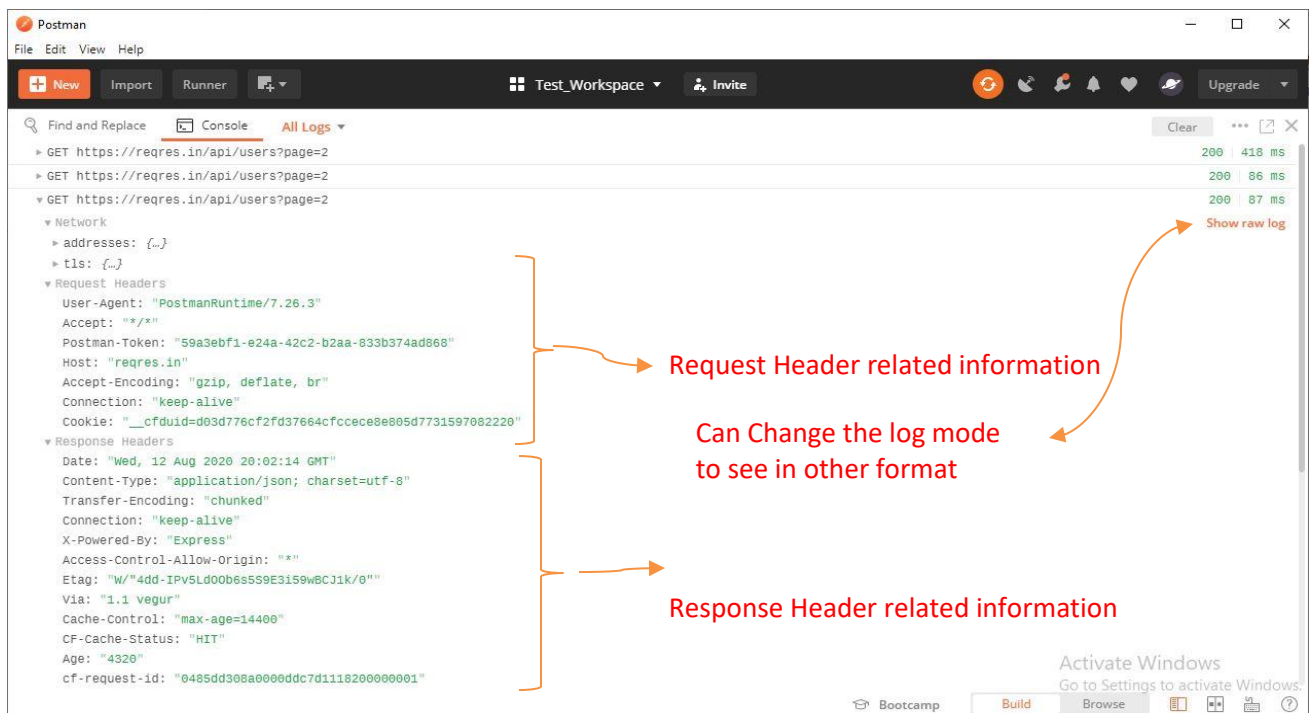 Postman
File Edit View Help
New Import Runner Test_Workspace Invite Upgrade
Find and Replace Console All Logs Clear
GET https://reqres.in/api/users?page=2 200 418 ms
GET https://reqres.in/api/users?page=2 200 86 ms
GET https://reqres.in/api/users?page=2 200 87 ms
Network Show raw log
addresses: {…}
tls: {…}
Request Headers
User-Agent: "PostmanRuntime/7.26.3"
Accept: "*/*"
Postman-Token: "59a3ebf1-e24a-42c2-b2aa-833b374ad868"
Host: "reqres.in"
Accept-Encoding: "gzip, deflate, br"
Connection: "keep-alive"
Cookie: "__cfduid=d03d776cf2fd37664cfccece8e805d7731597082220"
Request Header related information
Can Change the log mode
to see in other format
Response Headers
Date: "Wed, 12 Aug 2020 20:02:14 GMT"
Content-Type: "application/json; charset=utf-8"
Transfer-Encoding: "chunked"
Connection: "keep-alive"
X-Powered-By: "Express"
Access-Control-Allow-Origin: "*"
Etag: "W/"4dd-IPv5LdOOb6s5S9E3i59wBCJ1k/0""
Via: "1.1 vegur"
Cache-Control: "max-age=14400"
CF-Cache-Status: "HIT"
Age: "4320"
cf-request-id: "0485dd308a0000ddc7d1118200000001"
Response Header related information
Activate Windows
Go to Settings to activate Windows.
Bootcamp Build Browse